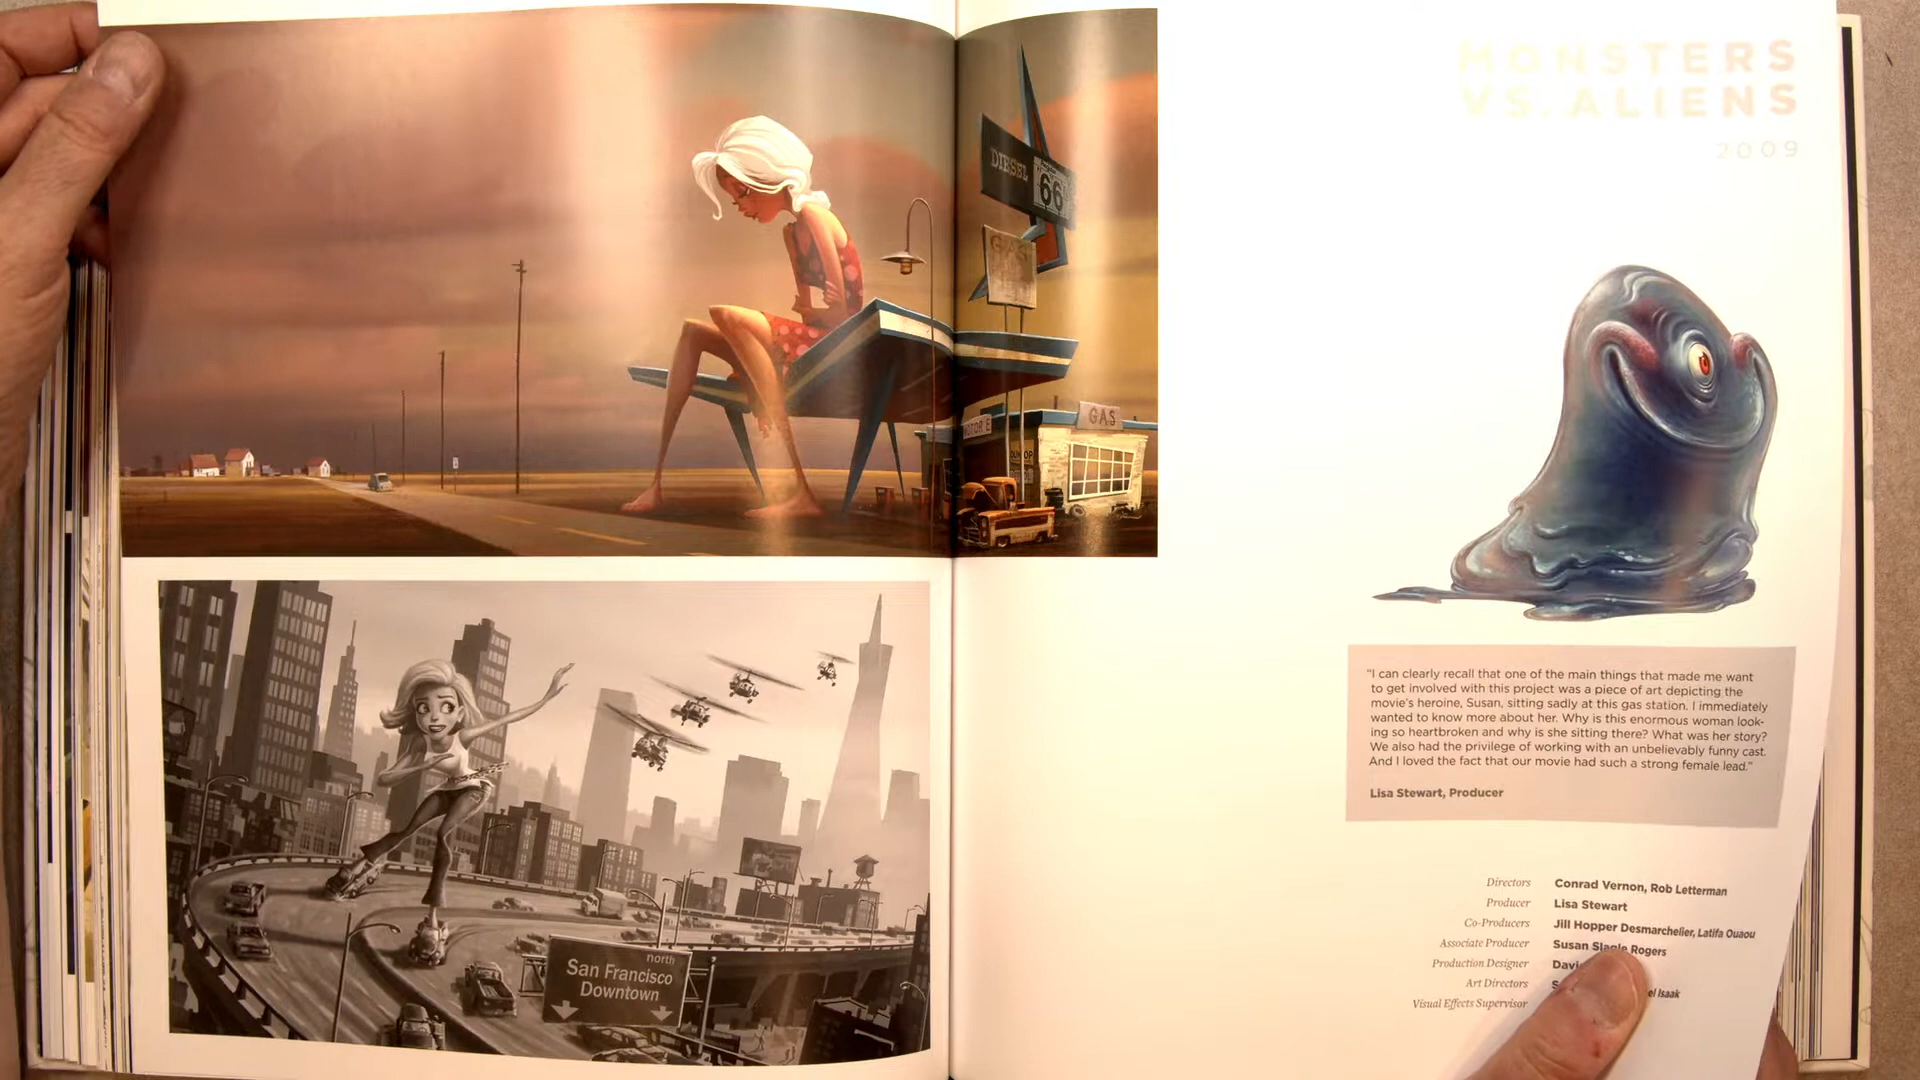 DIESEL
66
GAS
MOTOR E
GAS
DUNLOP
north
San Francisco
Downtown
MONSTERS
VS. ALIENS
2009
“I can clearly recall that one of the main things that made me want
to get involved with this project was a piece of art depicting the
movie’s heroine, Susan, sitting sadly at this gas station. I immediately
wanted to know more about her. Why is this enormous woman look-
ing so heartbroken and why is she sitting there? What was her story?
We also had the privilege of working with an unbelievably funny cast.
And I loved the fact that our movie had such a strong female lead.”
Lisa Stewart, Producer
Directors Conrad Vernon, Rob Letterman
Producer Lisa Stewart
Co-Producers Jill Hopper Desmarchelier, Latifa Ouaou
Associate Producer Susan Slagle Rogers
Production Designer
Art Directors Isaak
Visual Effects Supervisor